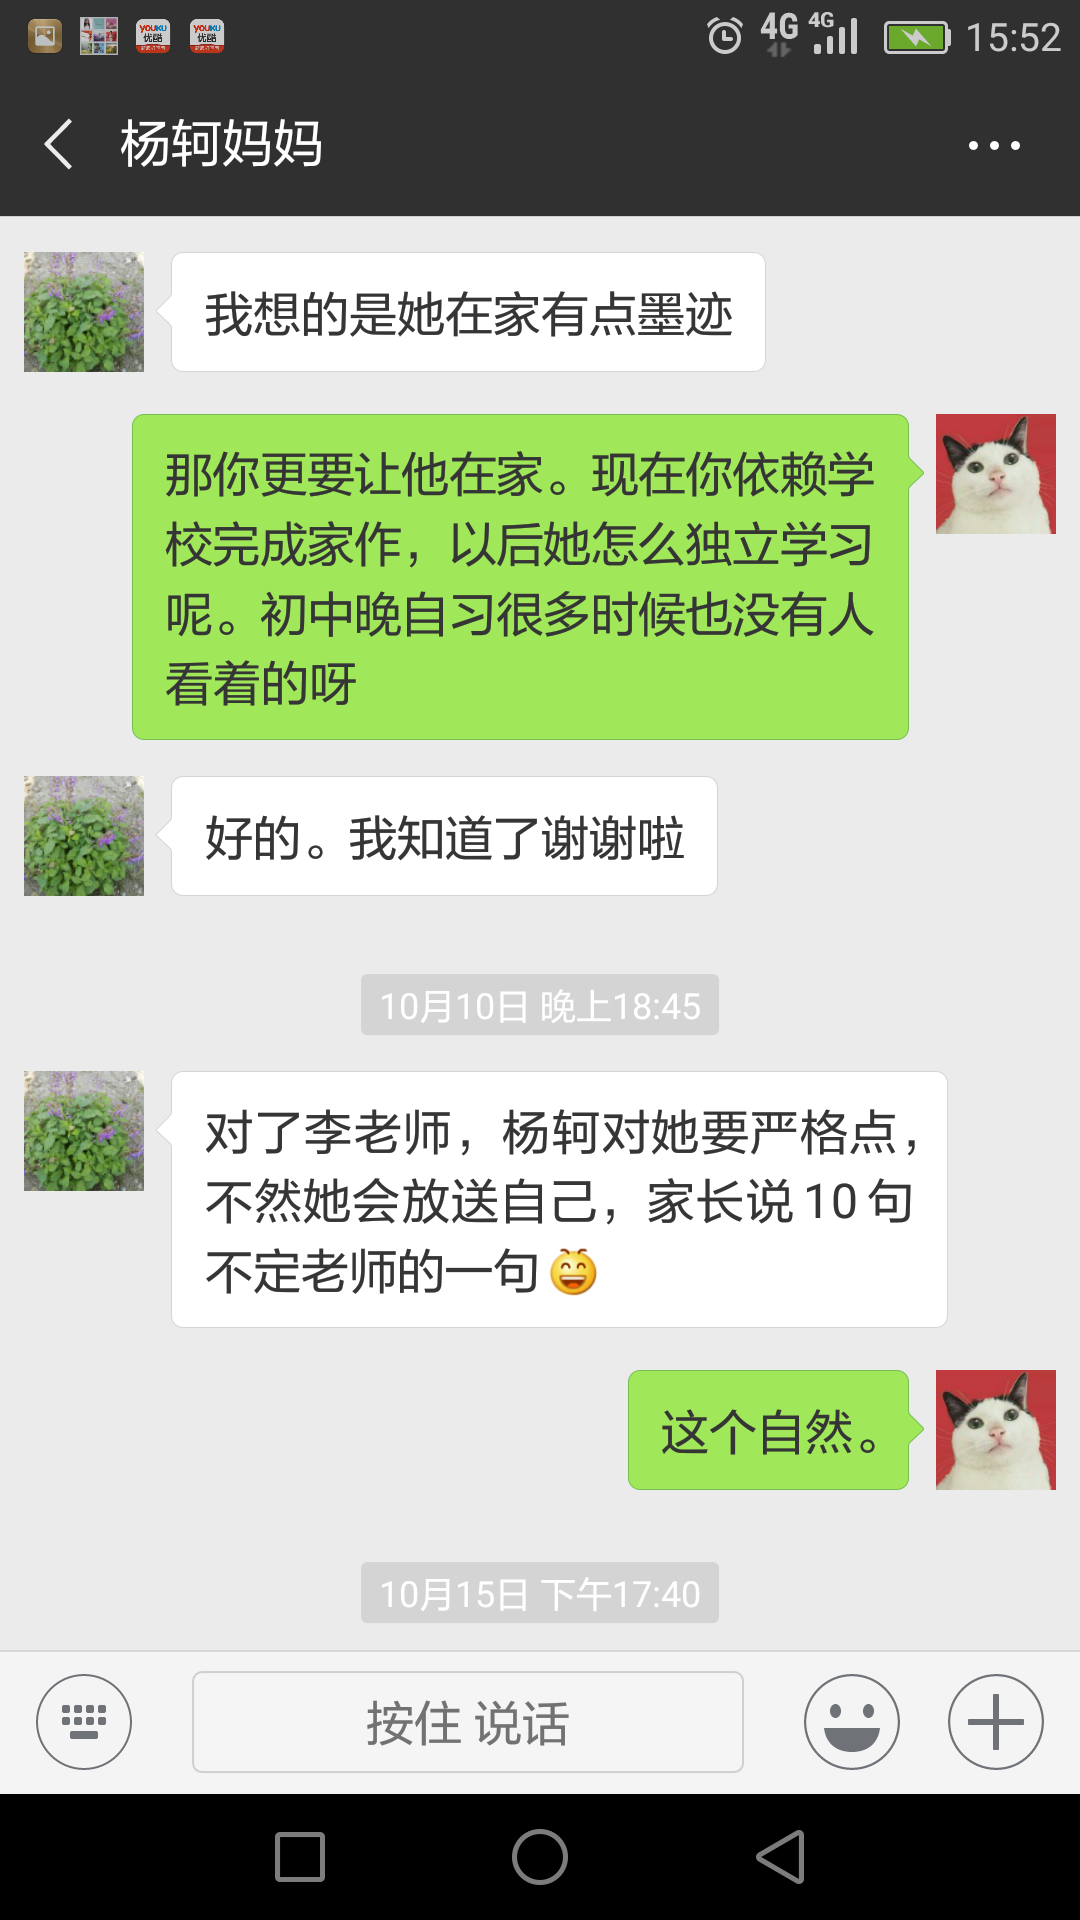 15:52
4G
4G
YOUKU
优酷
YOUKU
优酷
杨轲妈妈
我想的是她在家有点墨迹
那你更要让他在家。现在你依赖学
校完成家作，以后她怎么独立学习
呢。初中晚自习很多时候也没有人
看着的呀
好的。我知道了谢谢啦
10月10日 晚上18:45
对了李老师，杨轲对她要严格点，
不然她会放送自己，家长说10句
不定老师的一句
这个自然。
10月15日 下午17:40
按住 说话